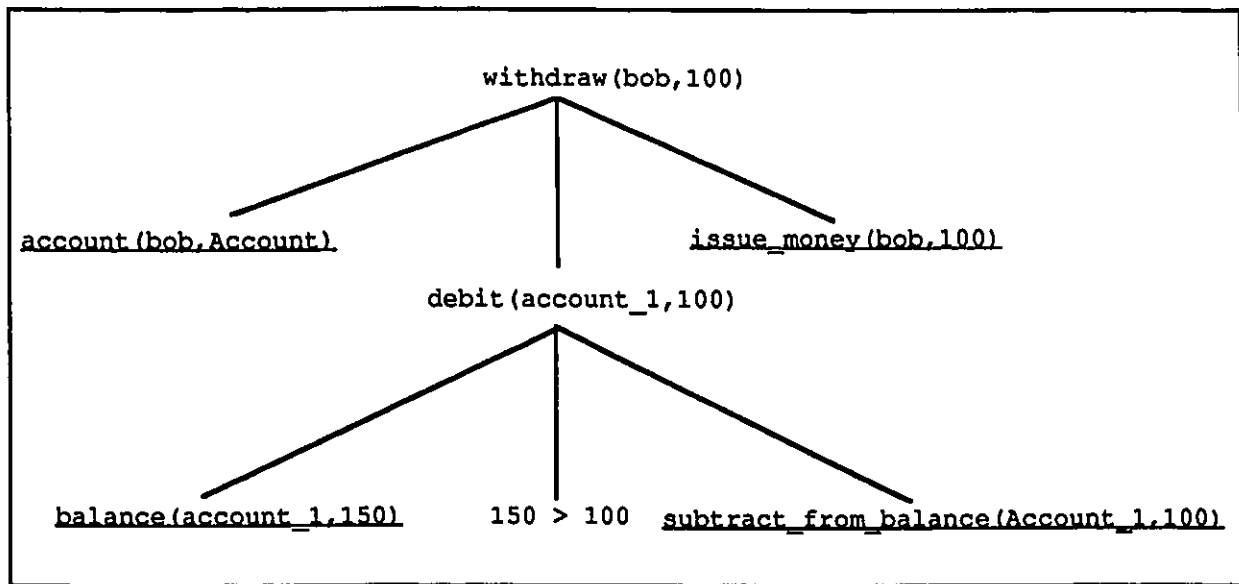 withdraw(bob,100)
account(bob,Account)
issue_money(bob,100)
debit(account_1,100)
balance(account_1,150)
150 > 100
subtract_from_balance(Account_1,100)